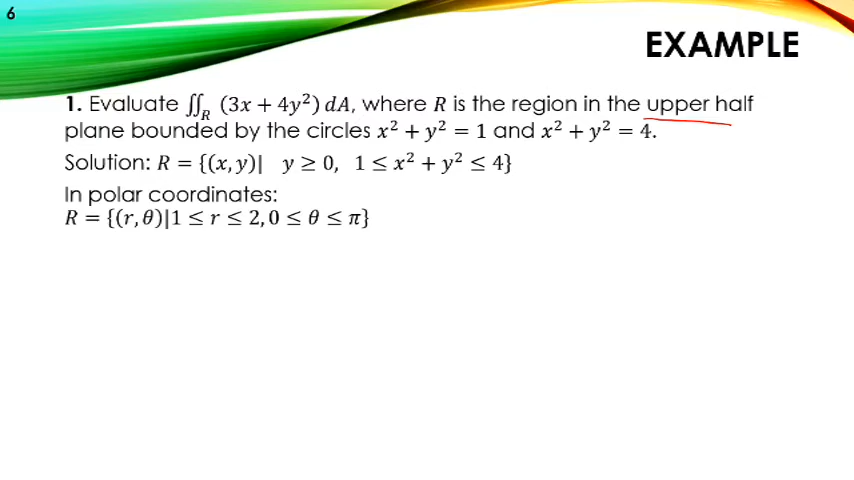 6
EXAMPLE
1. Evaluate ∬_R (3x + 4y²) dA, where R is the region in the upper half
plane bounded by the circles x² + y² = 1 and x² + y² = 4.
Solution: R = {(x, y)| y ≥ 0, 1 ≤ x² + y² ≤ 4}
In polar coordinates:
R = {(r, θ)|1 ≤ r ≤ 2, 0 ≤ θ ≤ π}